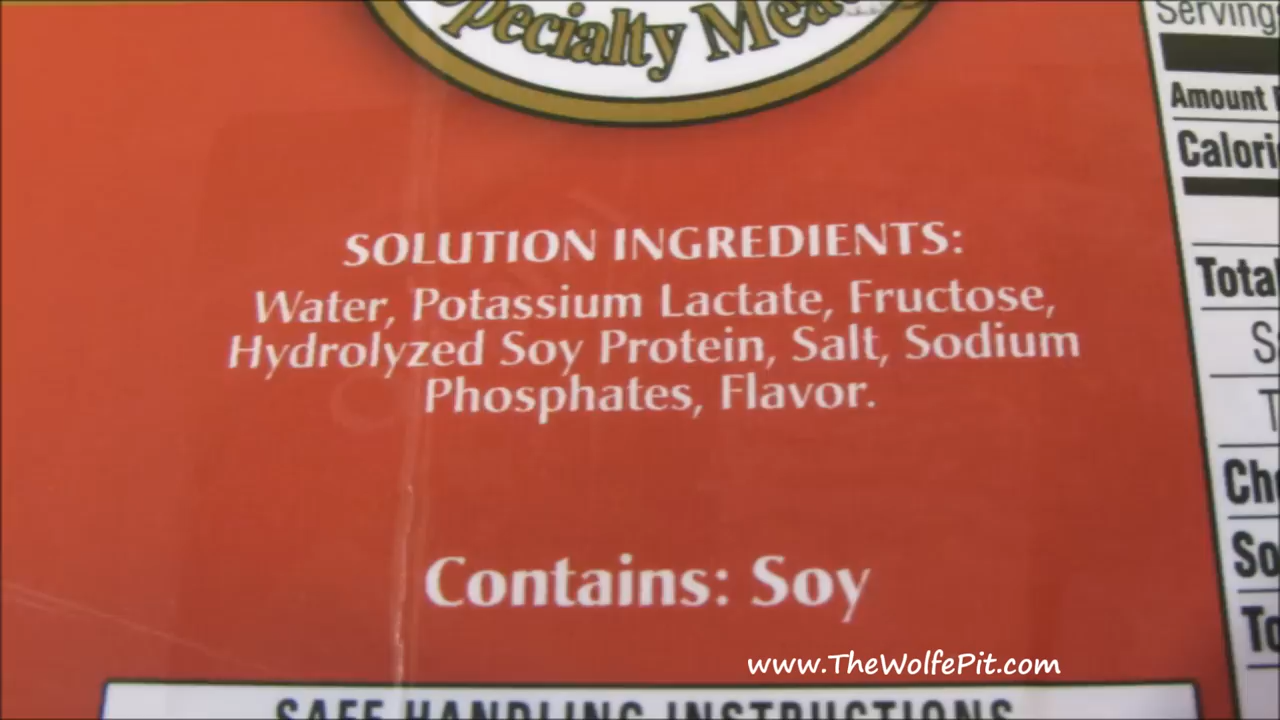 Specialty Meats
Serving
Amount
SOLUTION INGREDIENTS:
Water, Potassium Lactate, Fructose,
Hydrolyzed Soy Protein, Salt, Sodium
Phosphates, Flavor.
Contains: Soy
Calori
Total
S
T
Cho
So
To
www.TheWolfePit.com
SAFE HANDLING INSTRUCTIONS